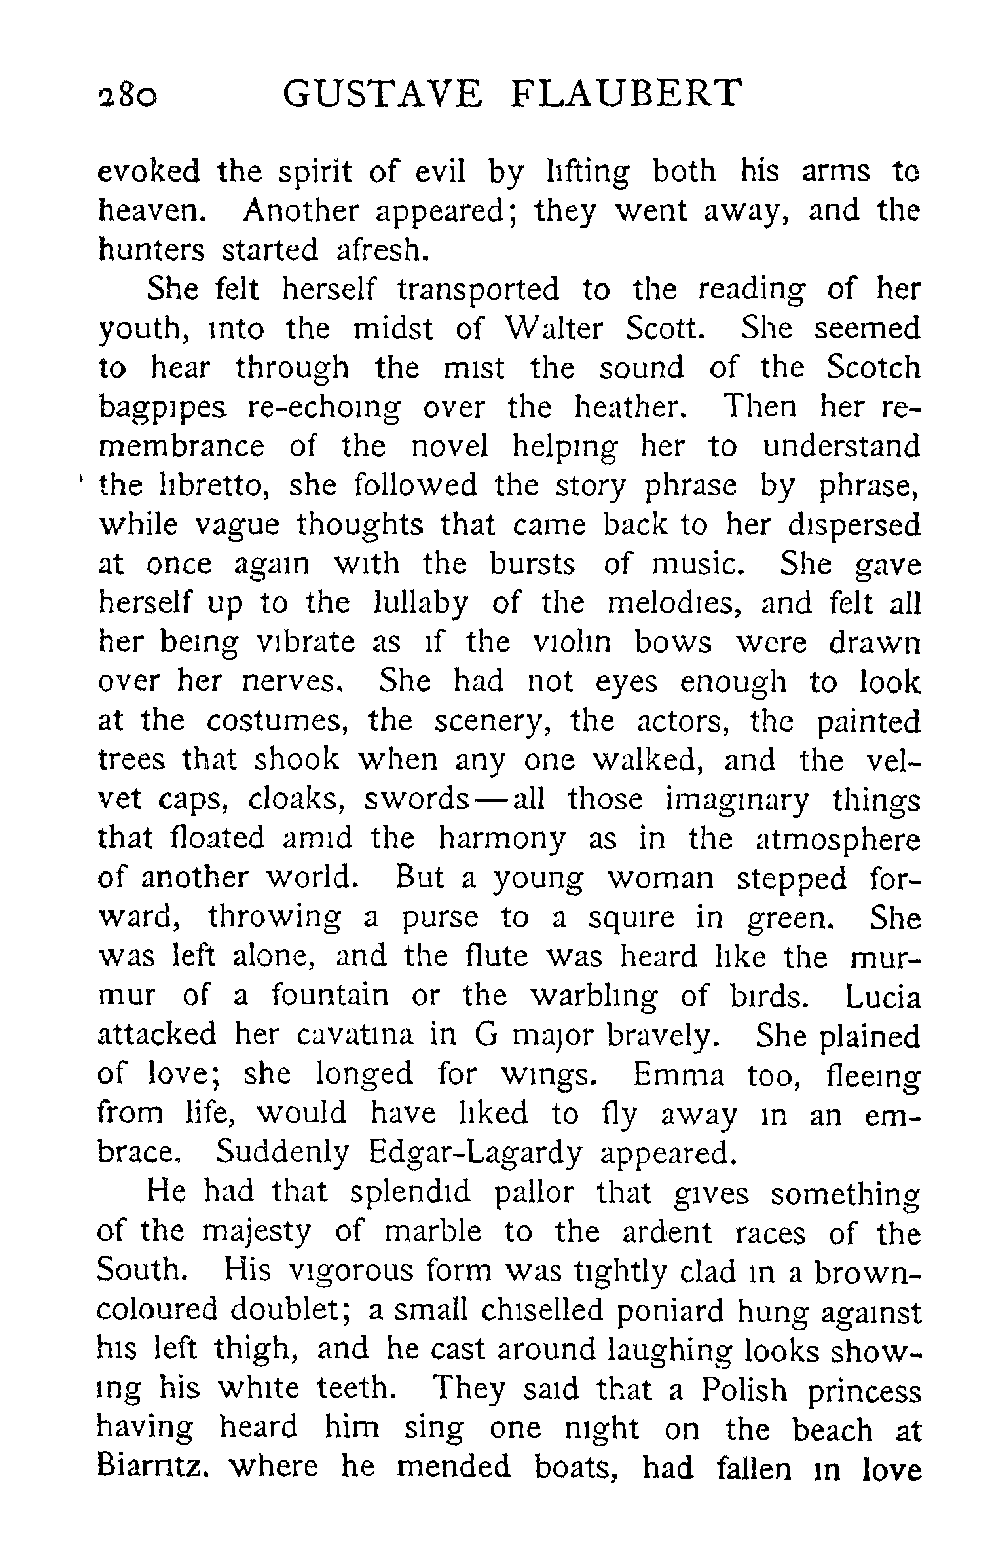 280 GUSTAVE FLAUBERT
evoked the spirit of evil by lifting both his arms to
heaven. Another appeared; they went away, and the
hunters started afresh.
She felt herself transported to the reading of her
youth, into the midst of Walter Scott. She seemed
to hear through the mist the sound of the Scotch
bagpipes re-echoing over the heather. Then her re-
membrance of the novel helping her to understand
the libretto, she followed the story phrase by phrase,
while vague thoughts that came back to her dispersed
at once again with the bursts of music. She gave
herself up to the lullaby of the melodies, and felt all
her being vibrate as if the violin bows were drawn
over her nerves. She had not eyes enough to look
at the costumes, the scenery, the actors, the painted
trees that shook when any one walked, and the vel-
vet caps, cloaks, swords—all those imaginary things
that floated amid the harmony as in the atmosphere
of another world. But a young woman stepped for-
ward, throwing a purse to a squire in green. She
was left alone, and the flute was heard like the mur-
mur of a fountain or the warbling of birds. Lucia
attacked her cavatina in G major bravely. She plained
of love; she longed for wings. Emma too, fleeing
from life, would have liked to fly away in an em-
brace. Suddenly Edgar-Lagardy appeared.
He had that splendid pallor that gives something
of the majesty of marble to the ardent races of the
South. His vigorous form was tightly clad in a brown-
coloured doublet; a small chiselled poniard hung against
his left thigh, and he cast around laughing looks show-
ing his white teeth. They said that a Polish princess
having heard him sing one night on the beach at
Biarritz, where he mended boats, had fallen in love